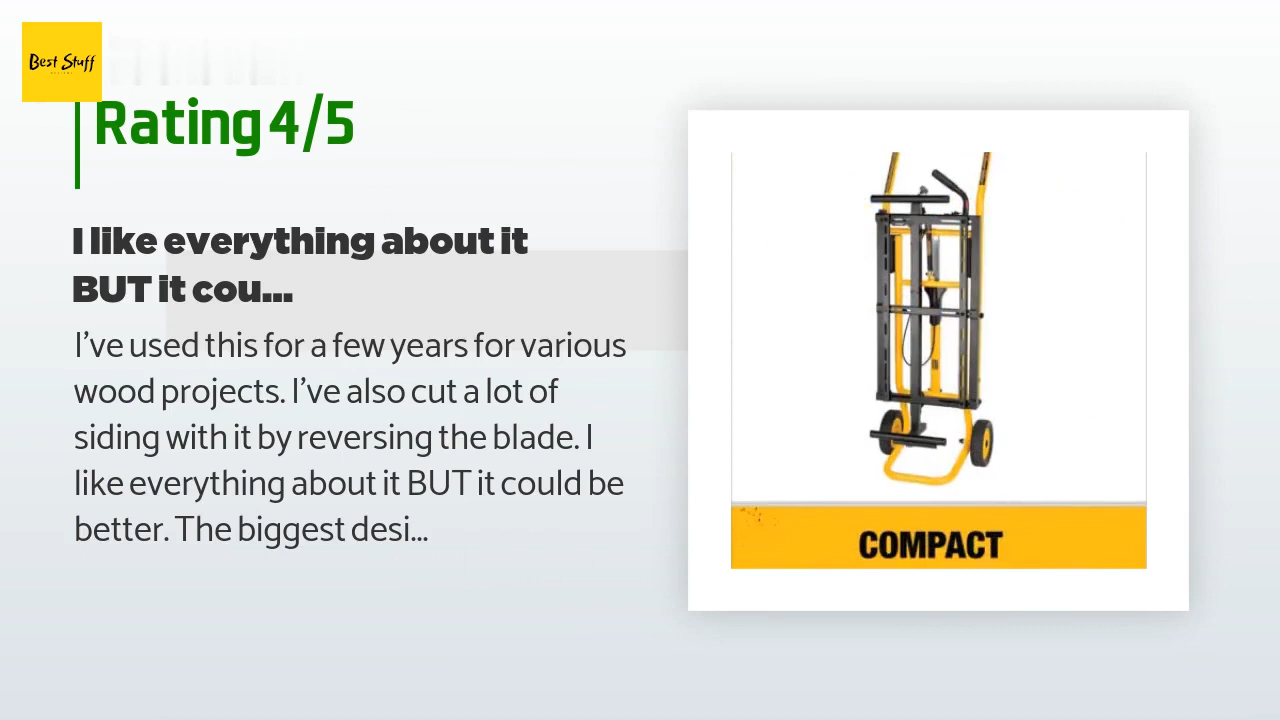 Best Stuff
Rating 4/5
I like everything about it
BUT it cou...
I've used this for a few years for various
wood projects. I've also cut a lot of
siding with it by reversing the blade. I
like everything about it BUT it could be
better. The biggest desi...
COMPACT